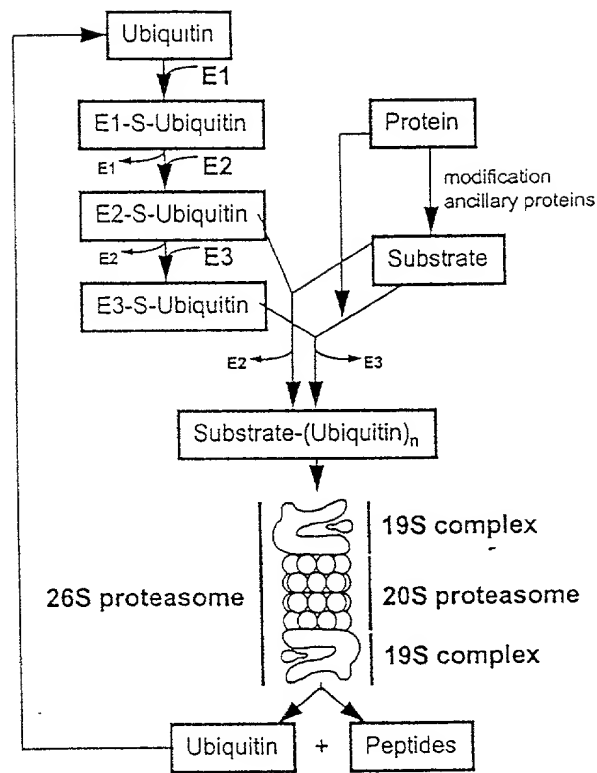 Ubiquitin
E1
E1-S-Ubiquitin
E1
E2
E2-S-Ubiquitin
E2
E3
E3-S-Ubiquitin
Protein
modification
ancillary proteins
Substrate
E2
E3
Substrate-(Ubiquitin)n
26S proteasome
19S complex
20S proteasome
19S complex
Ubiquitin + Peptides